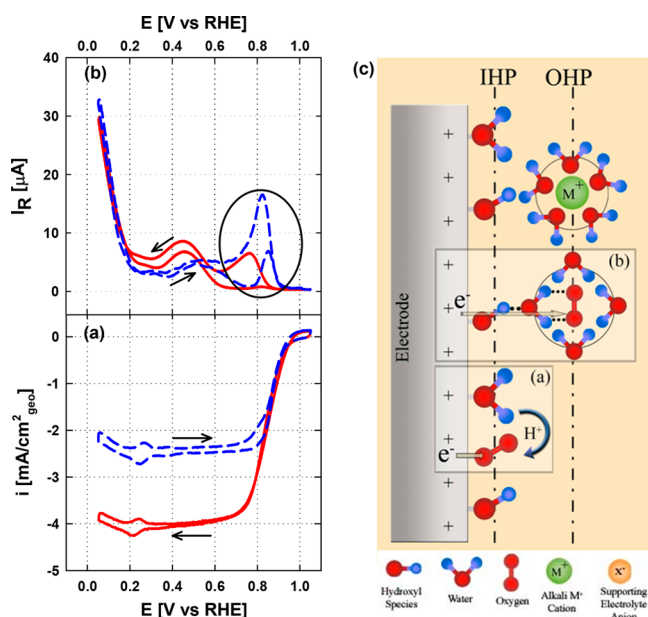 E [V vs RHE]
0.0 0.2 0.4 0.6 0.8 1.0
(b)
40
30
20
10
0
I_R [μA]
(a)
0
-1
-2
-3
-4
-5
i [mA/cm²geo]
0.0 0.2 0.4 0.6 0.8 1.0
E [V vs RHE]
(c)
IHP OHP
+
+
M⁺
+
+
(b)
e⁻
+
+
Electrode
(a)
+
H⁺
+
e⁻
+
+
+
Hydroxyl
Species
Water
Oxygen
M⁺
Alkali M⁺
Cation
X⁻
Supporting
Electrolyte
Anion